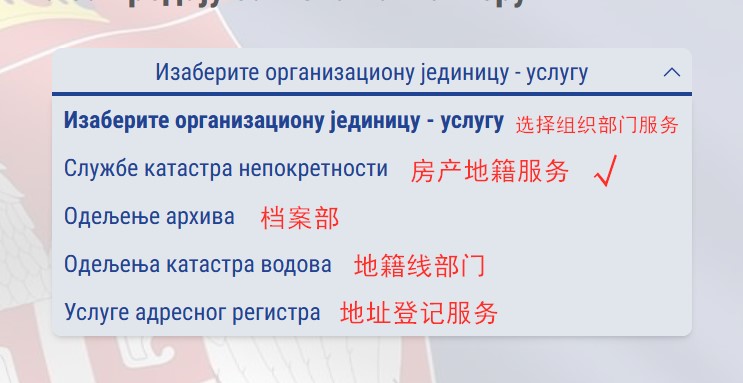 Изаберите организациону јединицу - услугу
Изаберите организациону јединицу - услугу 选择组织部门服务
Службе катастра непокретности 房产地籍服务 √
Одељење архива 档案部
Одељења катастра водова 地籍线部门
Услуге адресног регистра 地址登记服务